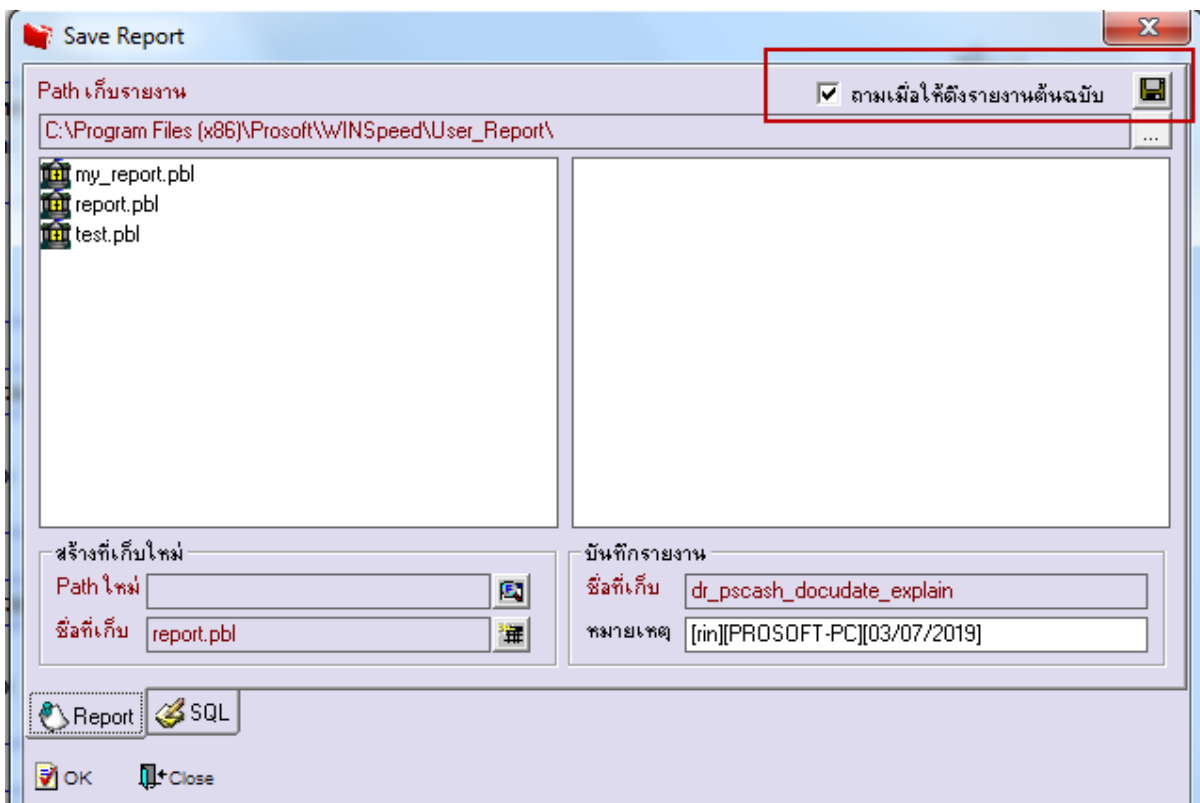 Save Report
Path เก็บรายงาน
ถามเมื่อให้ดึงรายงานต้นฉบับ
C:\Program Files (x86)\Prosoft\WINSpeed\User_Report\
...
my_report.pbl
report.pbl
test.pbl
สร้างที่เก็บใหม่
Path ใหม่
ชื่อที่เก็บ report.pbl
บันทึกรายงาน
ชื่อที่เก็บ dr_pscash_docudate_explain
หมายเหตุ [rin][PROSOFT-PC][03/07/2019]
Report SQL
OK Close